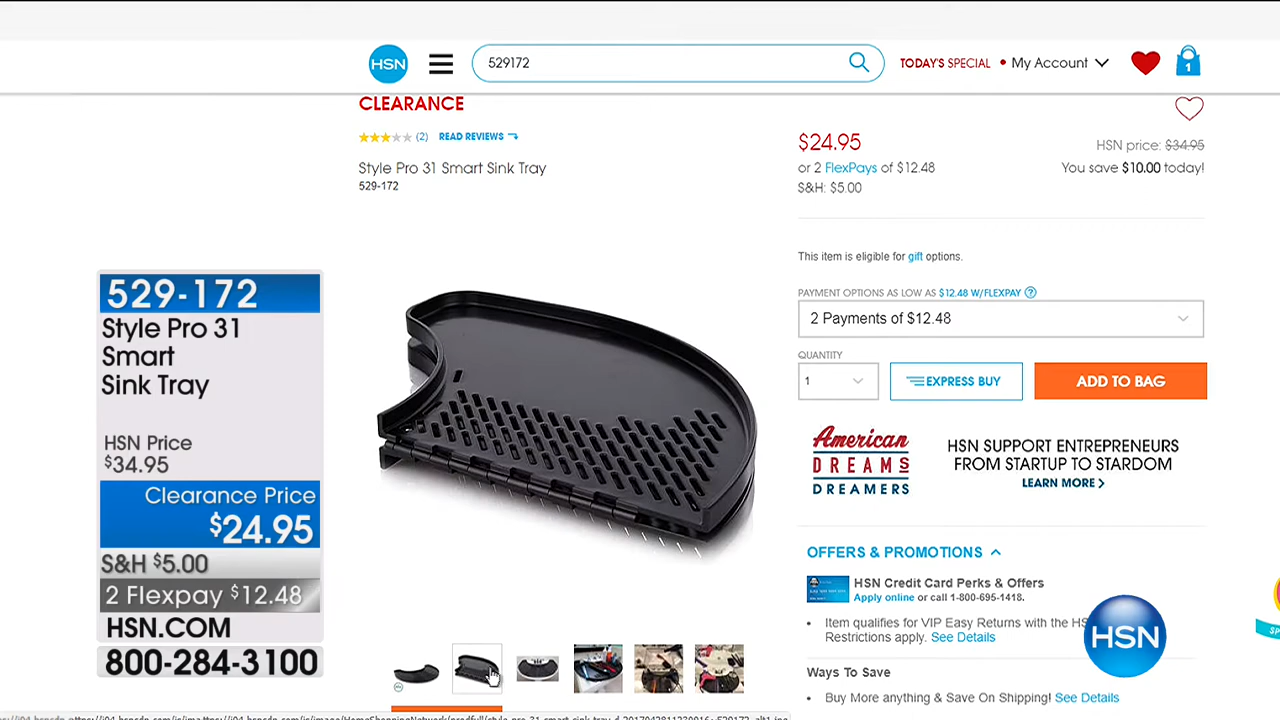 HSN
529172
TODAY'S SPECIAL • My Account
1
CLEARANCE
(2) READ REVIEWS
Style Pro 31 Smart Sink Tray
529-172
$24.95
HSN price: $34.95
or 2 FlexPays of $12.48
You save $10.00 today!
S&H: $5.00
This item is eligible for gift options.
PAYMENT OPTIONS AS LOW AS $12.48 W/FLEXPAY ?
2 Payments of $12.48
QUANTITY
1
EXPRESS BUY
ADD TO BAG
American
DREAMS
DREAMERS
HSN SUPPORT ENTREPRENEURS
FROM STARTUP TO STARDOM
LEARN MORE >
OFFERS & PROMOTIONS
HSN Credit Card Perks & Offers
Apply online or call 1-800-695-1418.
• Item qualifies for VIP Easy Returns with the HS
Restrictions apply. See Details
Ways To Save
• Buy More anything & Save On Shipping! See Details
529-172
Style Pro 31
Smart
Sink Tray
HSN Price
$34.95
Clearance Price
$24.95
S&H $5.00
2 Flexpay $12.48
HSN.COM
800-284-3100
HSN